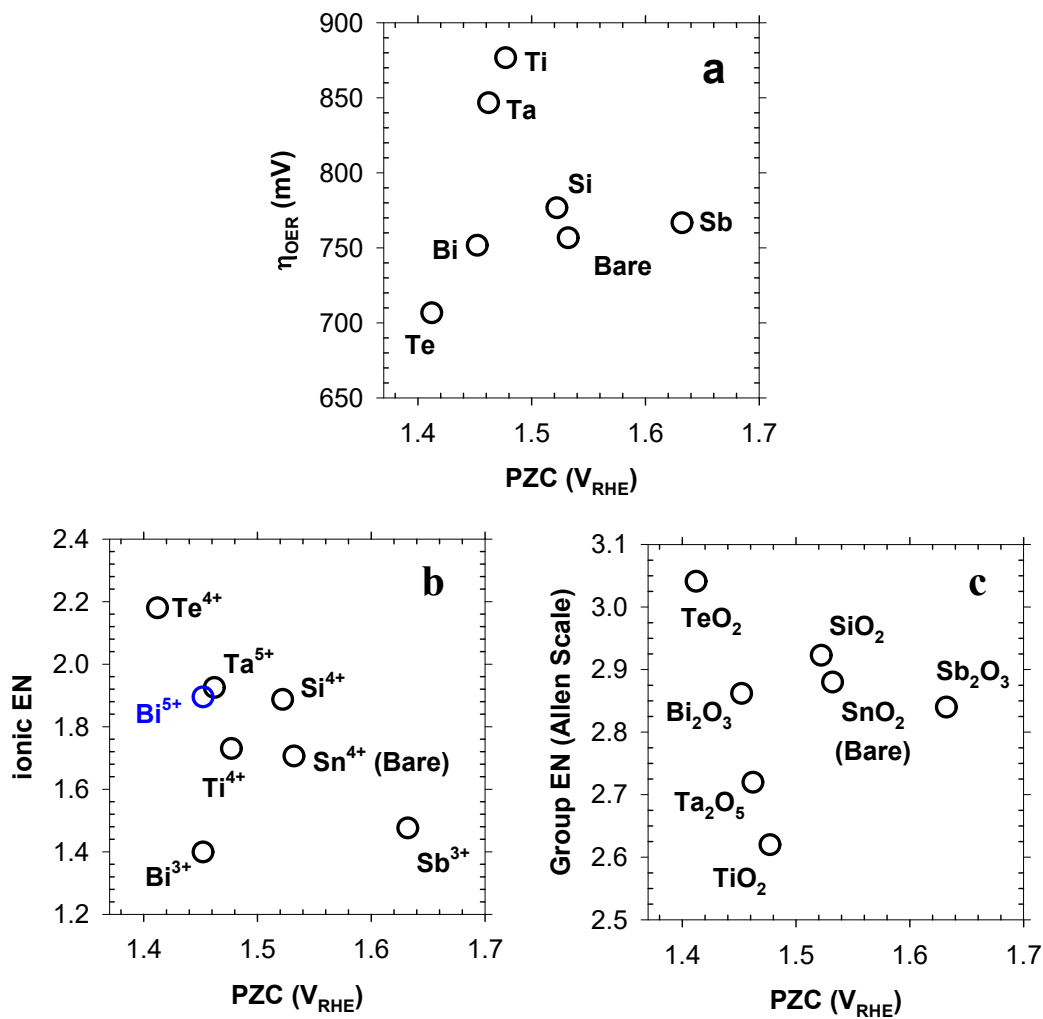 900
850
800
750
700
650
η_OER (mV)
a
Ti
Ta
Si
Sb
Bi
Bare
Te
1.4 1.5 1.6 1.7
PZC (V_RHE)
2.4
2.2
2.0
1.8
1.6
1.4
1.2
ionic EN
b
Te⁴⁺
Ta⁵⁺
Si⁴⁺
Bi⁵⁺
Sn⁴⁺ (Bare)
Ti⁴⁺
Bi³⁺
Sb³⁺
1.4 1.5 1.6 1.7
PZC (V_RHE)
3.1
3.0
2.9
2.8
2.7
2.6
2.5
Group EN (Allen Scale)
c
TeO₂
SiO₂
Sb₂O₃
Bi₂O₃
SnO₂
(Bare)
Ta₂O₅
TiO₂
1.4 1.5 1.6 1.7
PZC (V_RHE)